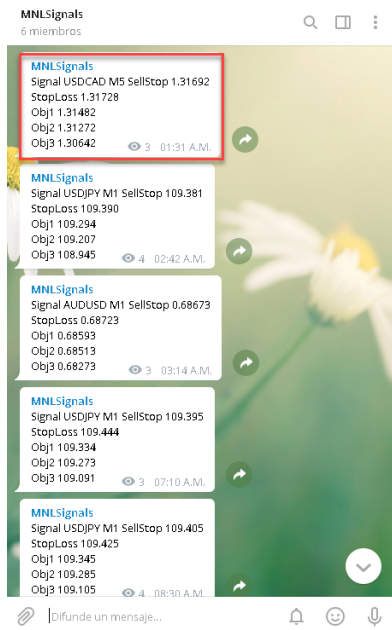 MNLSignals
6 miembros
MNLSignals
Signal USDCAD M5 SellStop 1.31692
StopLoss 1.31728
Obj1 1.31482
Obj2 1.31272
Obj3 1.30642
3 01:31 A.M.
MNLSignals
Signal USDJPY M1 SellStop 109.381
StopLoss 109.390
Obj1 109.294
Obj2 109.207
Obj3 108.945
4 02:42 A.M.
MNLSignals
Signal AUDUSD M1 SellStop 0.68673
StopLoss 0.68723
Obj1 0.68593
Obj2 0.68513
Obj3 0.68273
3 03:14 A.M.
MNLSignals
Signal USDJPY M1 SellStop 109.395
StopLoss 109.444
Obj1 109.334
Obj2 109.273
Obj3 109.091
3 07:10 A.M.
MNLSignals
Signal USDJPY M1 SellStop 109.405
StopLoss 109.425
Obj1 109.345
Obj2 109.285
Obj3 109.105
4 08:30 A.M.
Difunde un mensaje...